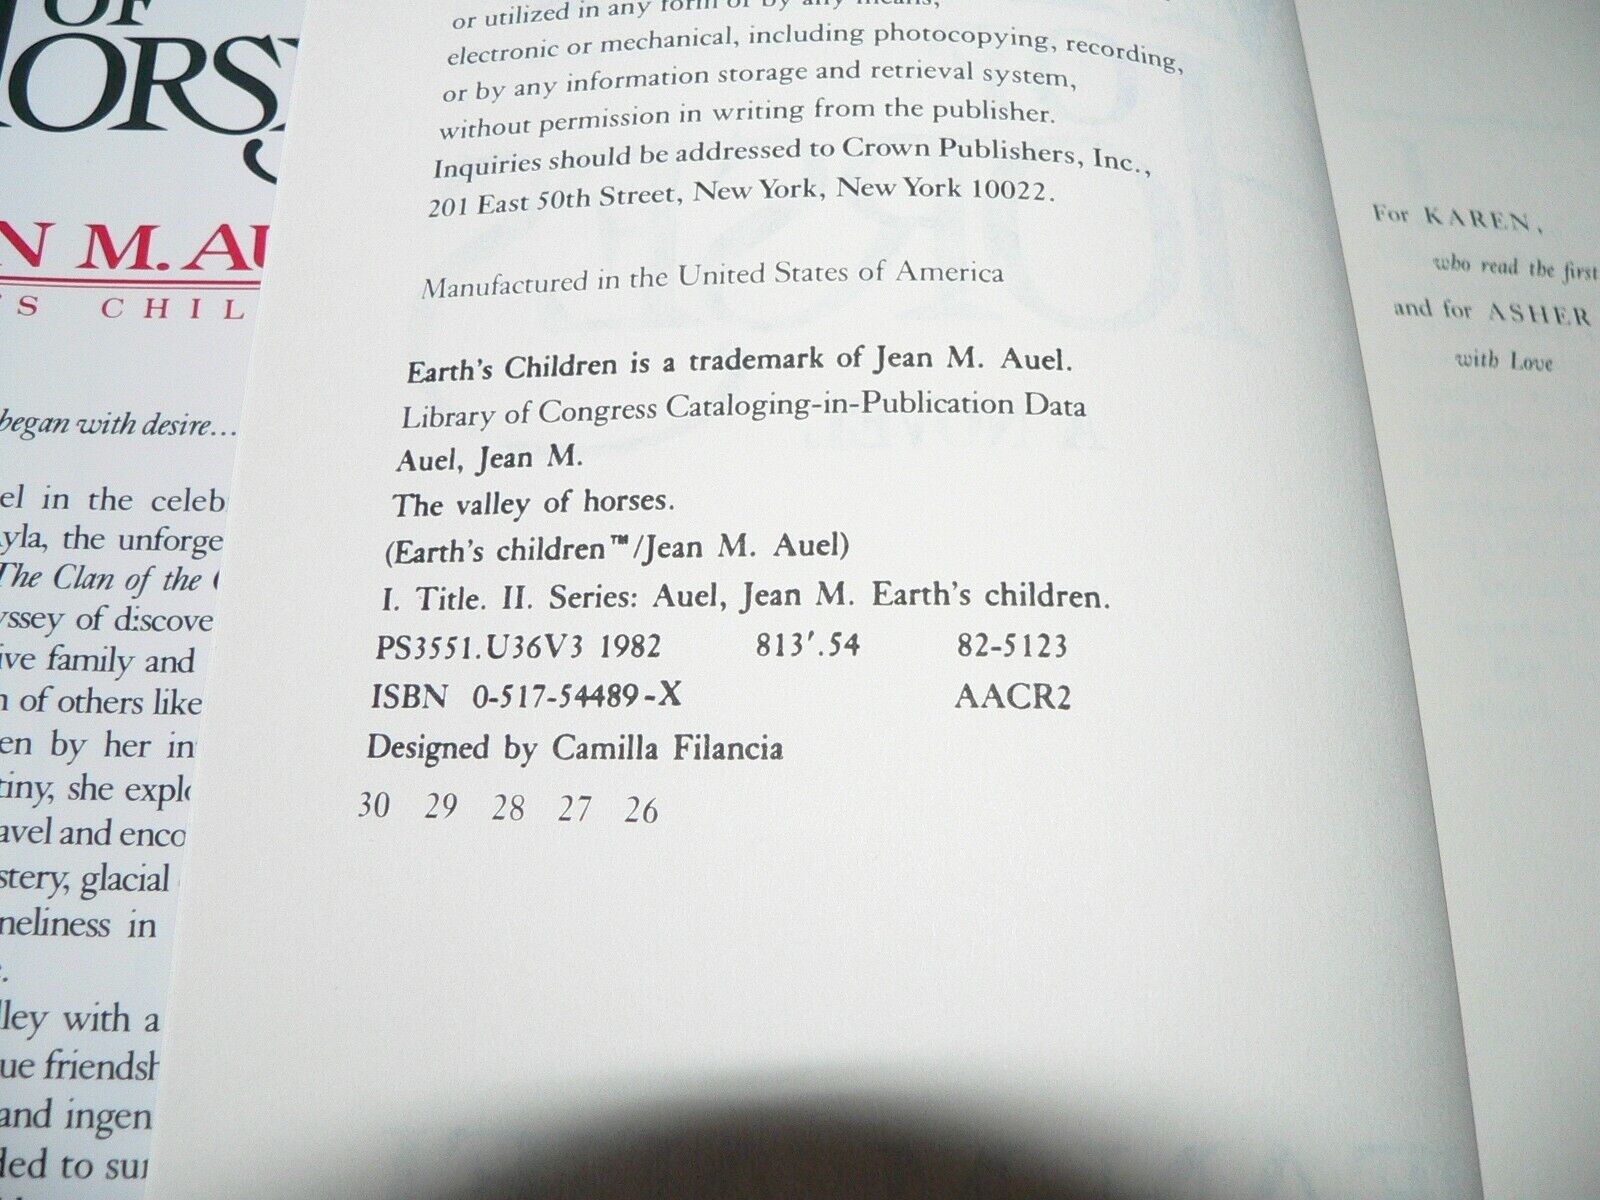 OF
N M. AU
'S CHIL
began with desire...
el in the celeb
yla, the unforge
The Clan of the
yssey of discove
ive family and
n of others like
en by her in
tiny, she expl
avel and enco
stery, glacial
neliness in
lley with a
ue friendsh
and ingen
ded to sur
or utilized in any form or by any means,
electronic or mechanical, including photocopying, recording,
or by any information storage and retrieval system,
without permission in writing from the publisher.
Inquiries should be addressed to Crown Publishers, Inc.,
201 East 50th Street, New York, New York 10022.
Manufactured in the United States of America
Earth's Children is a trademark of Jean M. Auel.
Library of Congress Cataloging-in-Publication Data
Auel, Jean M.
The valley of horses.
(Earth's children™/Jean M. Auel)
I. Title. II. Series: Auel, Jean M. Earth's children.
PS3551.U36V3 1982 813'.54 82-5123
ISBN 0-517-54489-X AACR2
Designed by Camilla Filancia
30 29 28 27 26
For KAREN,
who read the first
and for ASHER
with Love